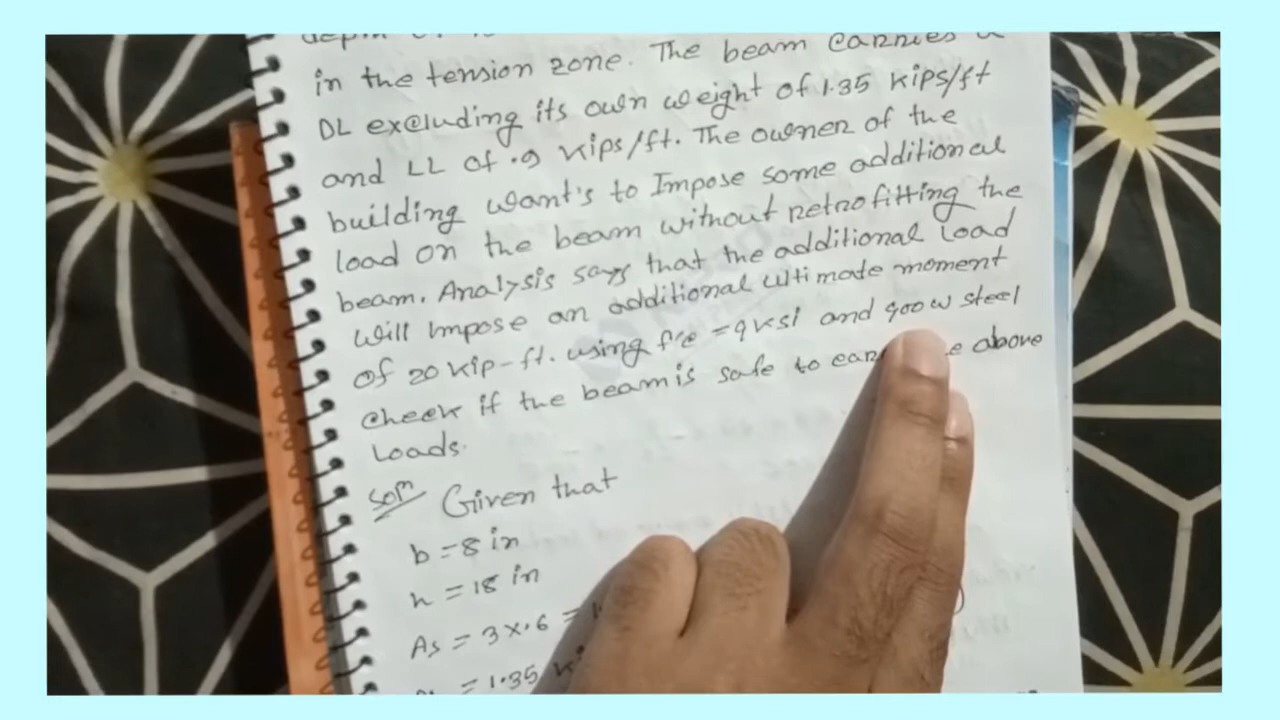 in the tension zone. The beam carries a
DL excluding its own weight of 1.35 kips/ft
and LL of .9 kips/ft. The owner of the
building want's to Impose some additional
load on the beam without retrofitting the
beam. Analysis says that the additional load
will Impose an additional ultimate moment
of 20 kip-ft. using f'c = 9ksi and 400w steel
check if the beam is safe to above
Loads.
Soln Given that
b = 8 in
h = 18 in
As = 3×.6 =
= 1.35